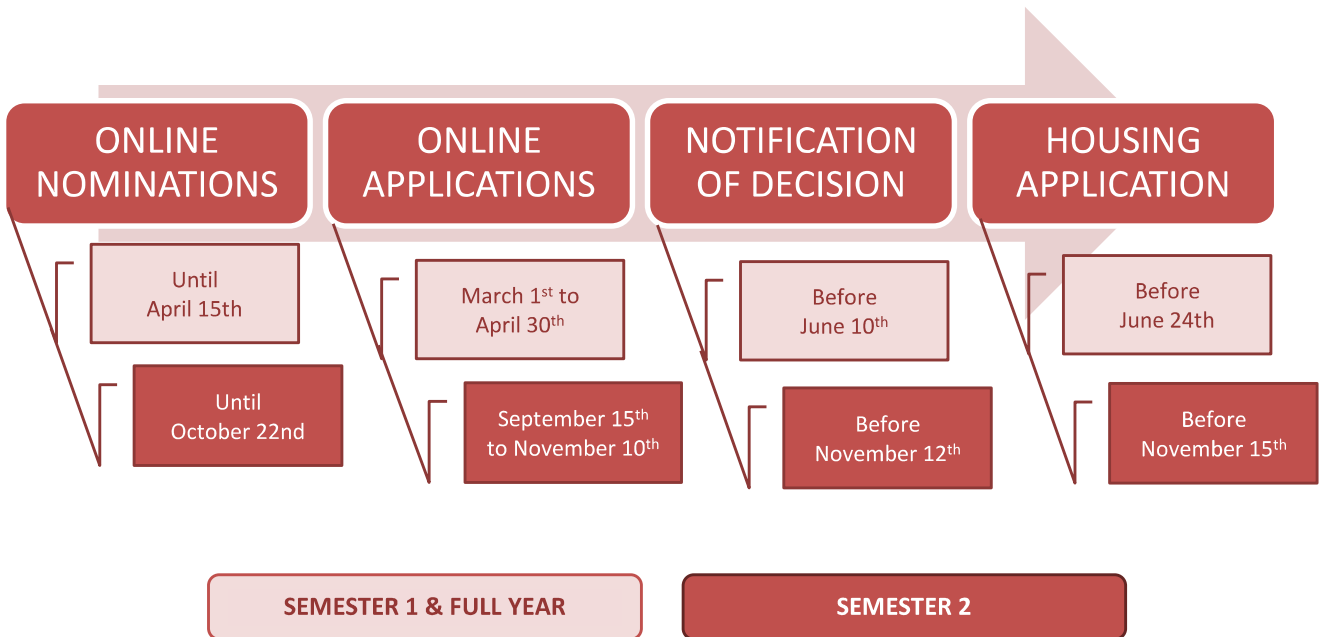 ONLINE
NOMINATIONS
ONLINE
APPLICATIONS
NOTIFICATION
OF DECISION
HOUSING
APPLICATION
Until
April 15th
March 1st to
April 30th
Before
June 10th
Before
June 24th
Until
October 22nd
September 15th
to November 10th
Before
November 12th
Before
November 15th
SEMESTER 1 & FULL YEAR
SEMESTER 2